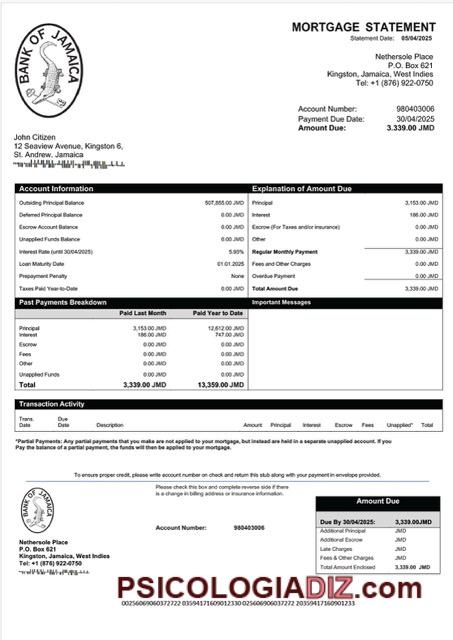 MORTGAGE STATEMENT
Statement Date: 05/04/2025
BANK OF JAMAICA
Nethersole Place
P.O. Box 621
Kingston, Jamaica, West Indies
Tel: +1 (876) 922-0750
Account Number: 980403006
Payment Due Date: 30/04/2025
Amount Due: 3.339.00 JMD
John Citizen
12 Seaview Avenue, Kingston 6,
St. Andrew, Jamaica
Account Information
Outsiding Principal Balance 507,855.00 JMD
Deferred Principal Balance 0.00 JMD
Escrow Account Balance 0.00 JMD
Unapplied Funds Balance 0.00 JMD
Interest Rate (until 30/04/2025) 5.93%
Loan Maturity Date 01.01.2025
Prepayment Penalty None
Taxes Paid Year-to-Date 0.00 JMD
Explanation of Amount Due
Principal 3,153.00 JMD
Interest 186.00 JMD
Escrow (For Taxes and/or insurance) 0.00 JMD
Other 0.00 JMD
Regular Monthly Payment 3,339.00 JMD
Fees and Other Charges 0.00 JMD
Overdue Payment 0.00 JMD
Total Amount Due 3,339.00 JMD
Past Payments Breakdown
Paid Last Month Paid Year to Date
Principal 3,153.00 JMD 12,612.00 JMD
Interest 186.00 JMD 747.00 JMD
Escrow 0.00 JMD 0.00 JMD
Fees 0.00 JMD 0.00 JMD
Other 0.00 JMD 0.00 JMD
Unapplied Funds 0.00 JMD 0.00 JMD
Total 3,339.00 JMD 13,359.00 JMD
Important Messages
Transcription Activity
Trans. Date Due Date Description Amount Principal Interest Escrow Fees Unapplied* Total
*Partial Payments: Any partial payments that you make are not applied to your mortgage, but instead are held in a separate unapplied account. If you
Pay the balance of a partial payment, the funds will then be applied to your mortgage.
To ensure proper credit, please write account number on check and return this stub along with your payment in envelope provided.
Please check this box and complete reverse side if there
is a change in billing address or insurance information.
BANK OF JAMAICA
Account Number: 980403006
Nethersole Place
P.O. Box 621
Kingston, Jamaica, West Indies
Tel: +1 (876) 922-0750
Amount Due
Due By 30/04/2025: 3,339.00JMD
Additional Principal JMD
Additional Escrow JMD
Late Charges JMD
Fees & Other Charges JMD
Total Amount Enclosed 3,339.00 JMD
PSICOLOGIADIZ.com